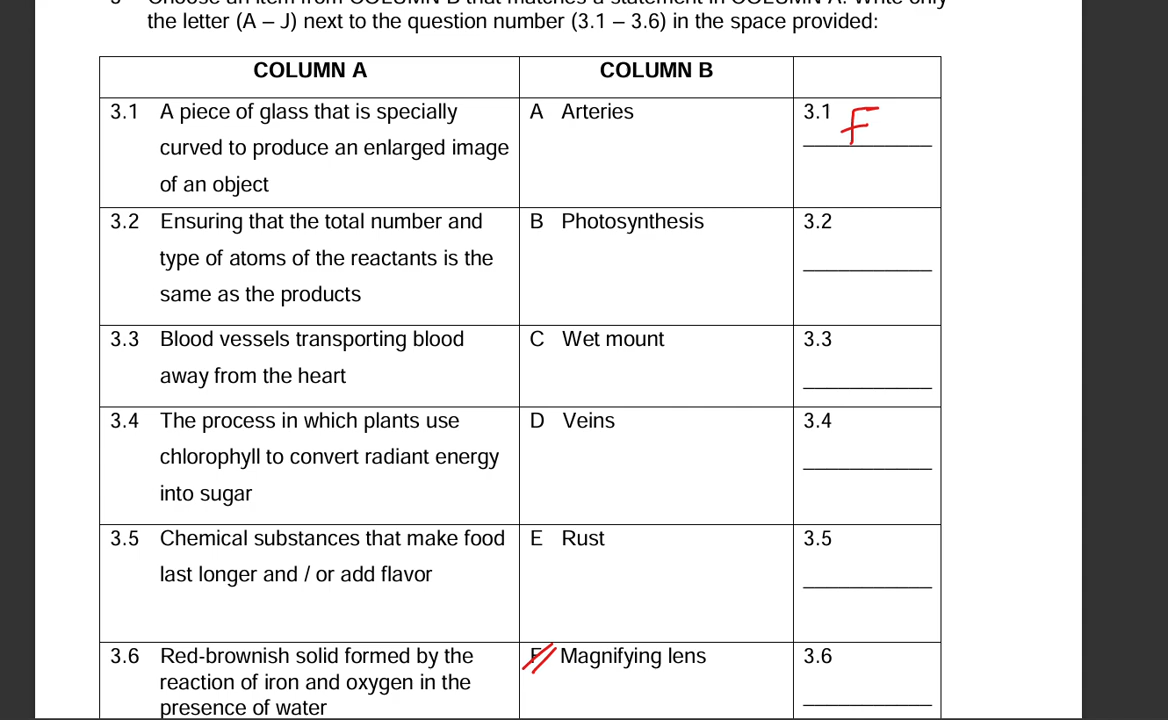 the letter (A – J) next to the question number (3.1 – 3.6) in the space provided:
COLUMN A COLUMN B
3.1 A piece of glass that is specially A Arteries 3.1 F
curved to produce an enlarged image
of an object
3.2 Ensuring that the total number and B Photosynthesis 3.2
type of atoms of the reactants is the
same as the products
3.3 Blood vessels transporting blood C Wet mount 3.3
away from the heart
3.4 The process in which plants use D Veins 3.4
chlorophyll to convert radiant energy
into sugar
3.5 Chemical substances that make food E Rust 3.5
last longer and / or add flavor
3.6 Red-brownish solid formed by the F Magnifying lens 3.6
reaction of iron and oxygen in the
presence of water